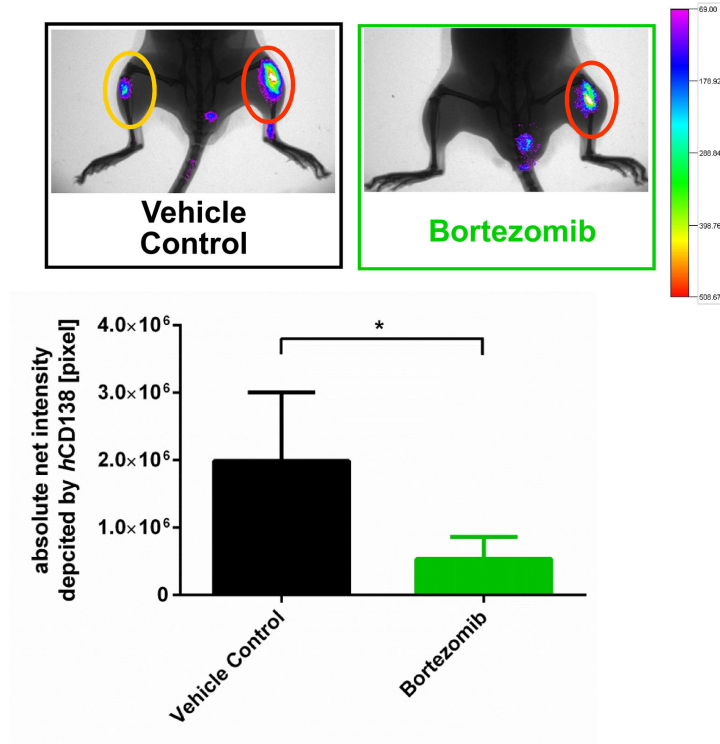 69.00
178.92
288.84
398.76
508.67
Vehicle
Control
Bortezomib
absolute net intensity
depcited by hCD138 [pixel]
4.0×10⁶
3.0×10⁶
2.0×10⁶
1.0×10⁶
0
*
Vehicle Control
Bortezomib